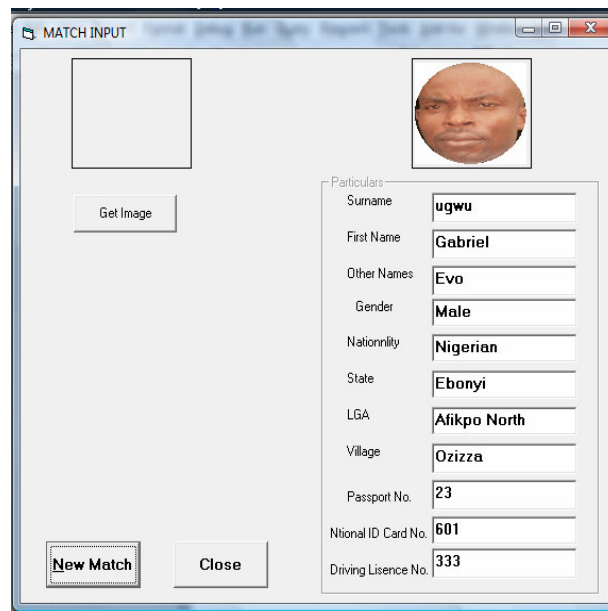 MATCH INPUT
Get Image
Particulars
Surname ugwu
First Name Gabriel
Other Names Evo
Gender Male
Nationnlity Nigerian
State Ebonyi
LGA Afikpo North
Village Ozizza
Passport No. 23
Ntional ID Card No. 601
Driving Lisence No. 333
New Match Close